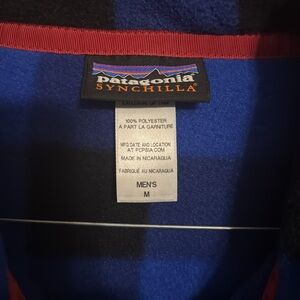 patagonia
SYNCHILLA
100% POLYESTER
A PART LA GARNITURE
MFG DATE AND LOCATION
AT PCPSIA.COM
MADE IN NICARAGUA
FABRIQUÉ AU NICARAGUA
MEN'S
M